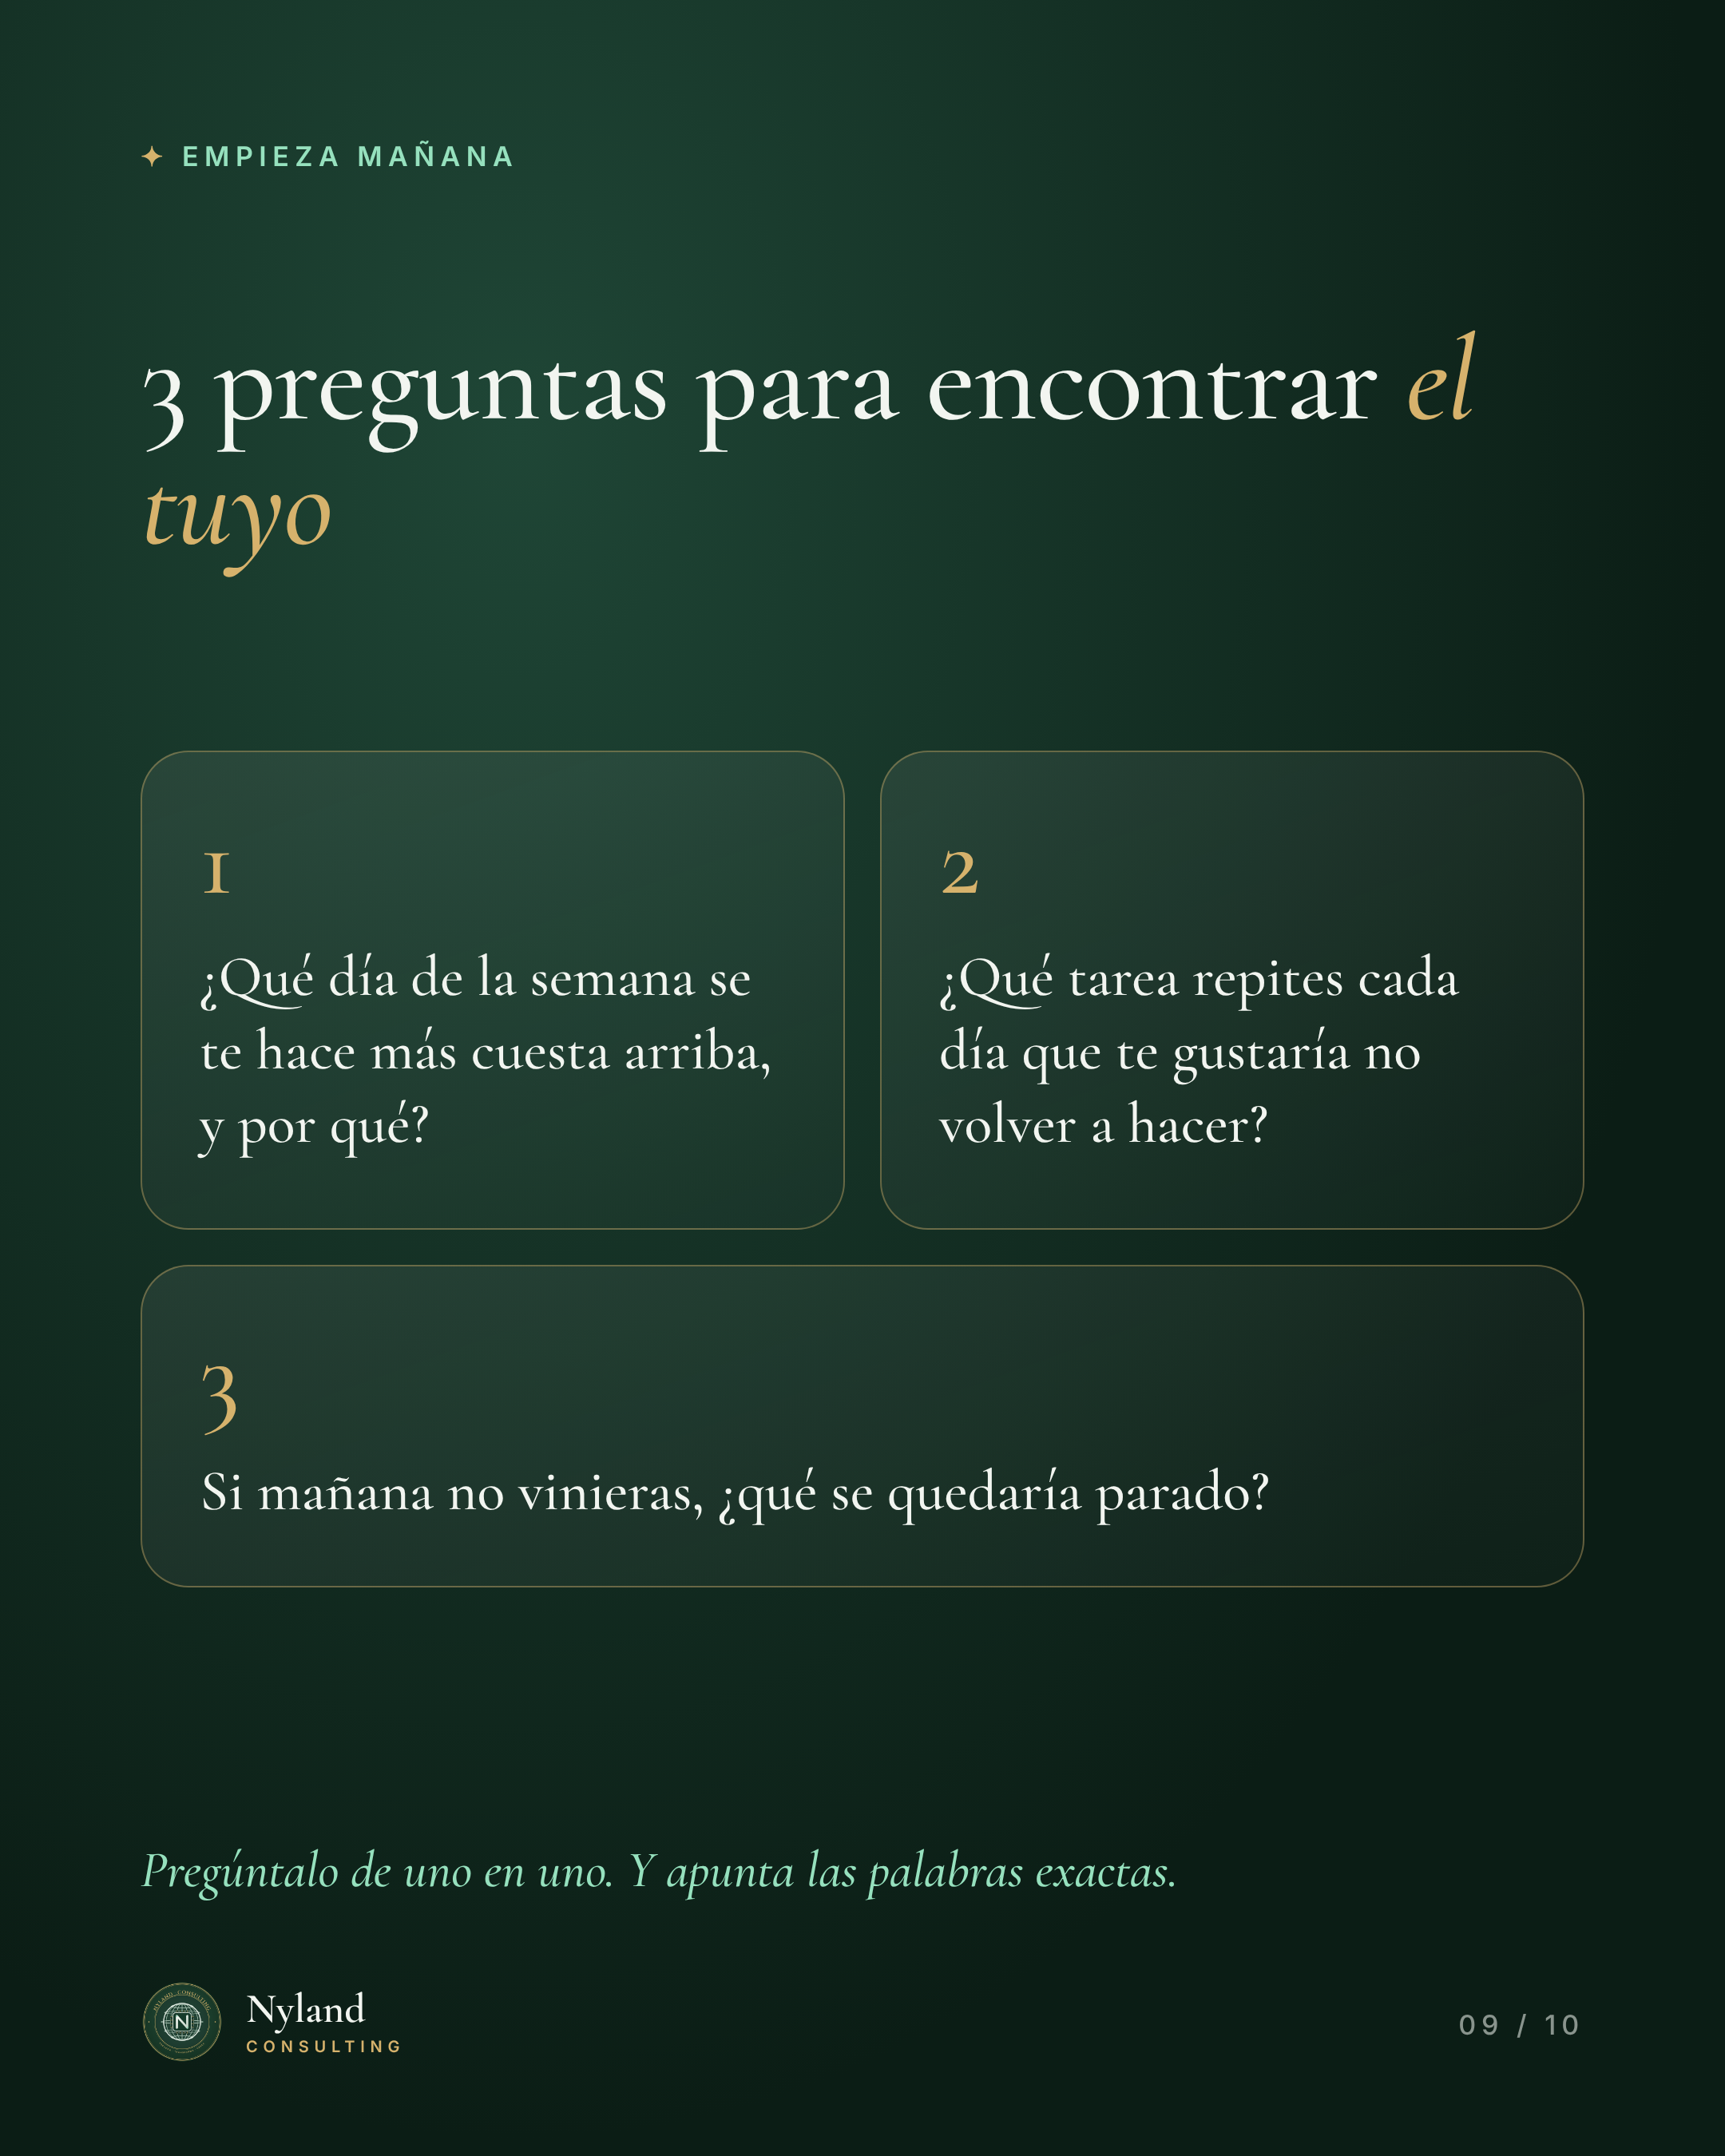 ✦ EMPIEZA MAÑANA
3 preguntas para encontrar el
tuyo
1
¿Qué día de la semana se
te hace más cuesta arriba,
y por qué?
2
¿Qué tarea repites cada
día que te gustaría no
volver a hacer?
3
Si mañana no vinieras, ¿qué se quedaría parado?
Pregúntalo de uno en uno. Y apunta las palabras exactas.
NYLAND CONSULTING
N
Nyland
CONSULTING
09 / 10